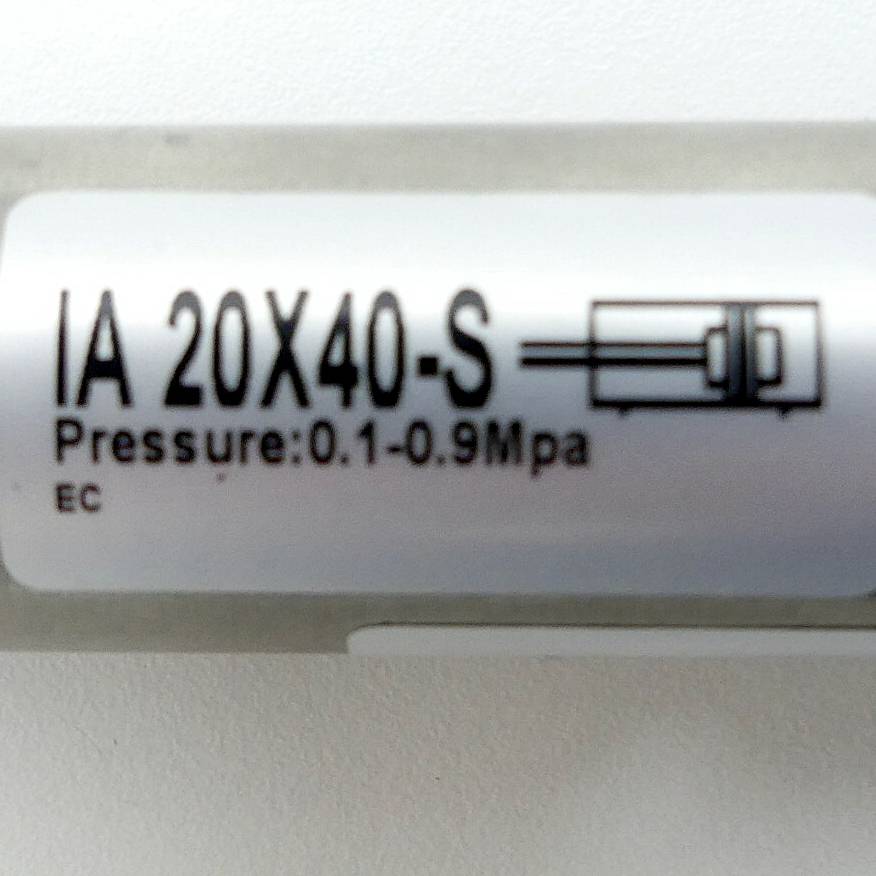 IA 20X40-S
Pressure:0.1-0.9Mpa
EC